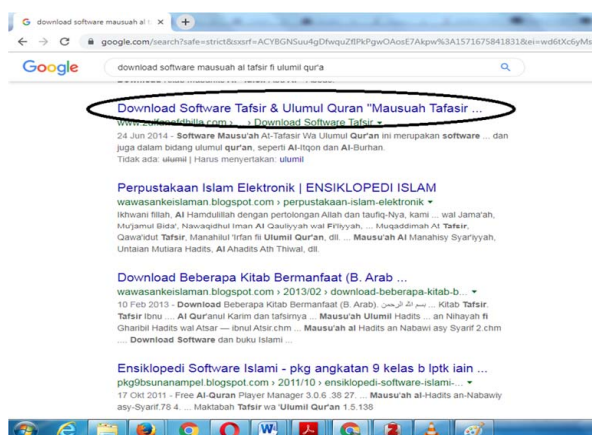 download software mausuah al t
google.com/search?safe=strict&sxsrf=ACYBGNSuu4gDfwquZflPkPgwOAosE7Akpw%3A1571675841831&ei=wd6tXc6yMs
Google
download software mausuah al tafsir fi ulumil qur'a
Download Software Tafsir & Ulumul Quran "Mausuah Tafasir ...
› ... › Download Software Tafsir
24 Jun 2014 - Software Mausu'ah At-Tafasir Wa Ulumul Qur'an ini merupakan software ... dan
juga dalam bidang ulumul qur'an, seperti Al-Itqon dan Al-Burhan.
Tidak ada: ulumil | Harus menyertakan: ulumil
Perpustakaan Islam Elektronik | ENSIKLOPEDI ISLAM
wawasankeislaman.blogspot.com › perpustakaan-islam-elektronik
Ikhwani fillah, Al Hamdulillah dengan pertolongan Allah dan taufiq-Nya, kami ... wal Jama'ah,
Mu'jamul Bida', Nawaqidhul Iman Al Qauliyyah wal Fi'liyyah, ... Muqaddimah At Tafsir,
Qawa'idut Tafsir, Manahilul 'Irfan fii Ulumil Qur'an, dll. ... Mausu'ah Al Manahisy Syar'iyyah,
Untaian Mutiara Hadits, Al Ahadits Ath Thiwal, dll.
Download Beberapa Kitab Bermanfaat (B. Arab ...
wawasankeislaman.blogspot.com › 2013/02 › download-beberapa-kitab-b...
10 Feb 2013 - Download Beberapa Kitab Bermanfaat (B. Arab). بسم الله الرحمن ... Kitab Tafsir.
Tafsir Ibnu .... Al Qur'anul Karim dan tafsirnya ... Mausu'ah Ulumil Hadits ... an Nihayah fi
Gharibil Hadits wal Atsar — ibnul Atsir.chm ... Mausu'ah al Hadits an Nabawi asy Syarif 2.chm
.... Download Software dan buku Islami ...
Ensiklopedi Software Islami - pkg angkatan 9 kelas b lptk iain ...
pkg9bsunanampel.blogspot.com › 2011/10 › ensiklopedi-software-islami-...
17 Okt 2011 - Free Al-Quran Player Manager 3.0.6 .38 27. ... Mausu'ah al-Hadits an-Nabawiy
asy-Syarif.78 4. ... Maktabah Tafsir wa 'Ulumil Qur'an 1.5.138